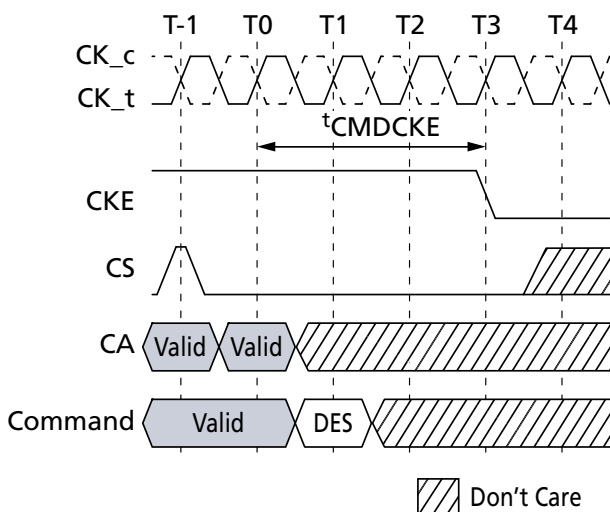 T-1 T0 T1 T2 T3 T4
CK_c
CK_t
tCMDCKE
CKE
CS
CA Valid Valid
Command Valid DES
Don't Care